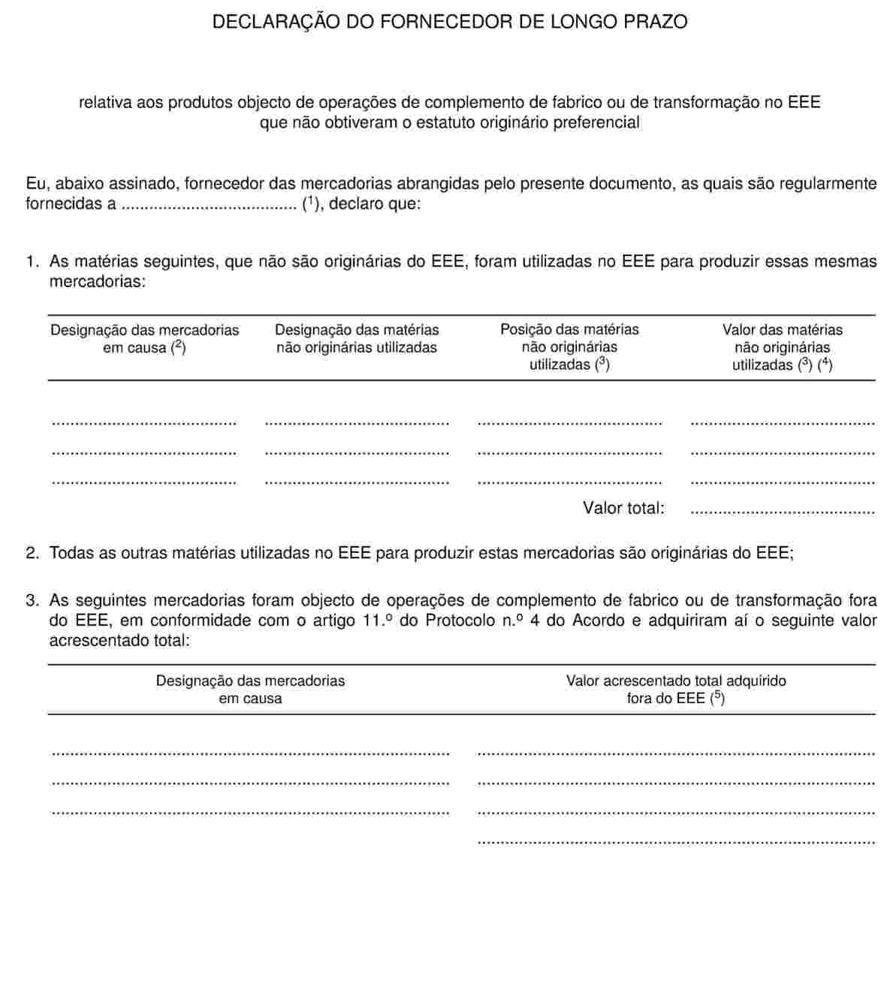 DECLARAÇÃO DO FORNECEDOR DE LONGO PRAZO
relativa aos produtos objecto de operações de complemento de fabrico ou de transformação no EEE
que não obtiveram o estatuto originário preferencial
Eu, abaixo assinado, fornecedor das mercadorias abrangidas pelo presente documento, as quais são regularmente
fornecidas a ...................................... (¹), declaro que:
1. As matérias seguintes, que não são originárias do EEE, foram utilizadas no EEE para produzir essas mesmas
mercadorias:
Designação das mercadorias
em causa (²)
Designação das matérias
não originárias utilizadas
Posição das matérias
não originárias
utilizadas (³)
Valor das matérias
não originárias
utilizadas (³) (⁴)
........................................ ........................................ ........................................ ........................................
........................................ ........................................ ........................................ ........................................
........................................ ........................................ ........................................ ........................................
Valor total: ........................................
2. Todas as outras matérias utilizadas no EEE para produzir estas mercadorias são originárias do EEE;
3. As seguintes mercadorias foram objecto de operações de complemento de fabrico ou de transformação fora
do EEE, em conformidade com o artigo 11.º do Protocolo n.º 4 do Acordo e adquiriram aí o seguinte valor
acrescentado total:
Designação das mercadorias
em causa
Valor acrescentado total adquirido
fora do EEE (⁵)
...................................................................................... ......................................................................................
...................................................................................... ......................................................................................
...................................................................................... ......................................................................................
......................................................................................